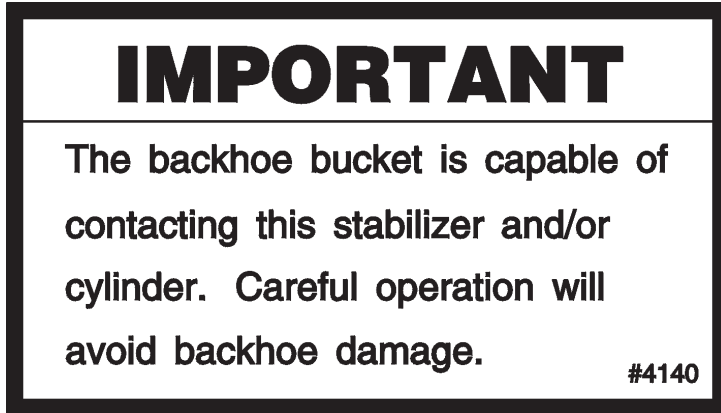 IMPORTANT
The backhoe bucket is capable of
contacting this stabilizer and/or
cylinder.  Careful operation will
avoid backhoe damage.
#4140